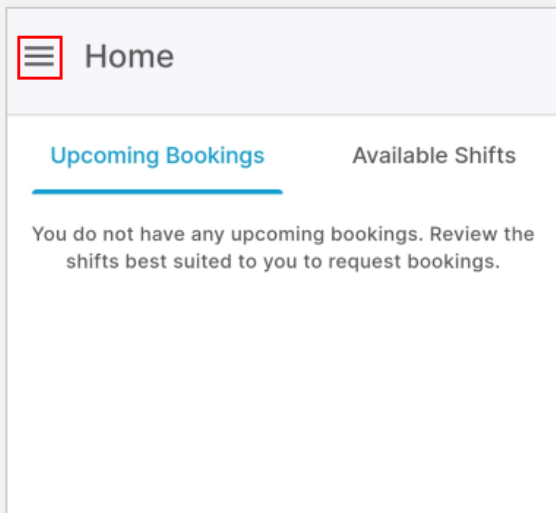 Home
Upcoming Bookings
Available Shifts
You do not have any upcoming bookings. Review the
shifts best suited to you to request bookings.